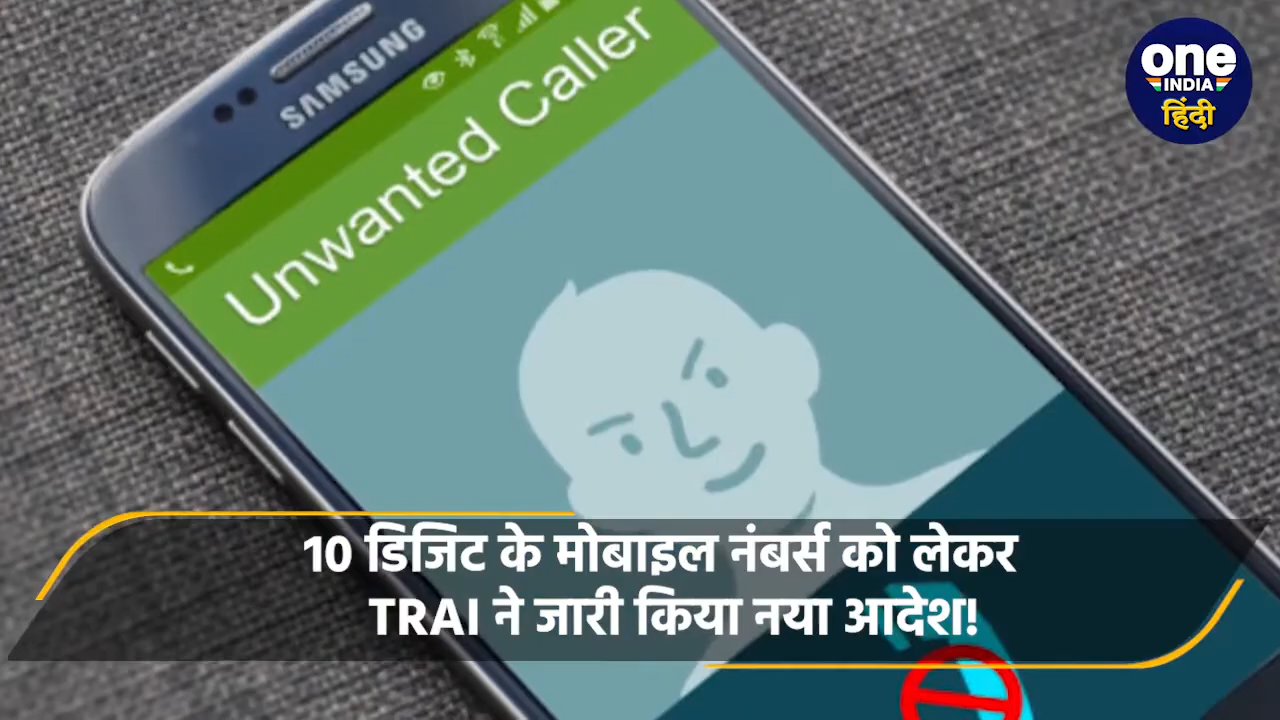 SAMSUNG
Unwanted Caller
one
INDIA
हिंदी
10 डिजिट के मोबाइल नंबर्स को लेकर
TRAI ने जारी किया नया आदेश!